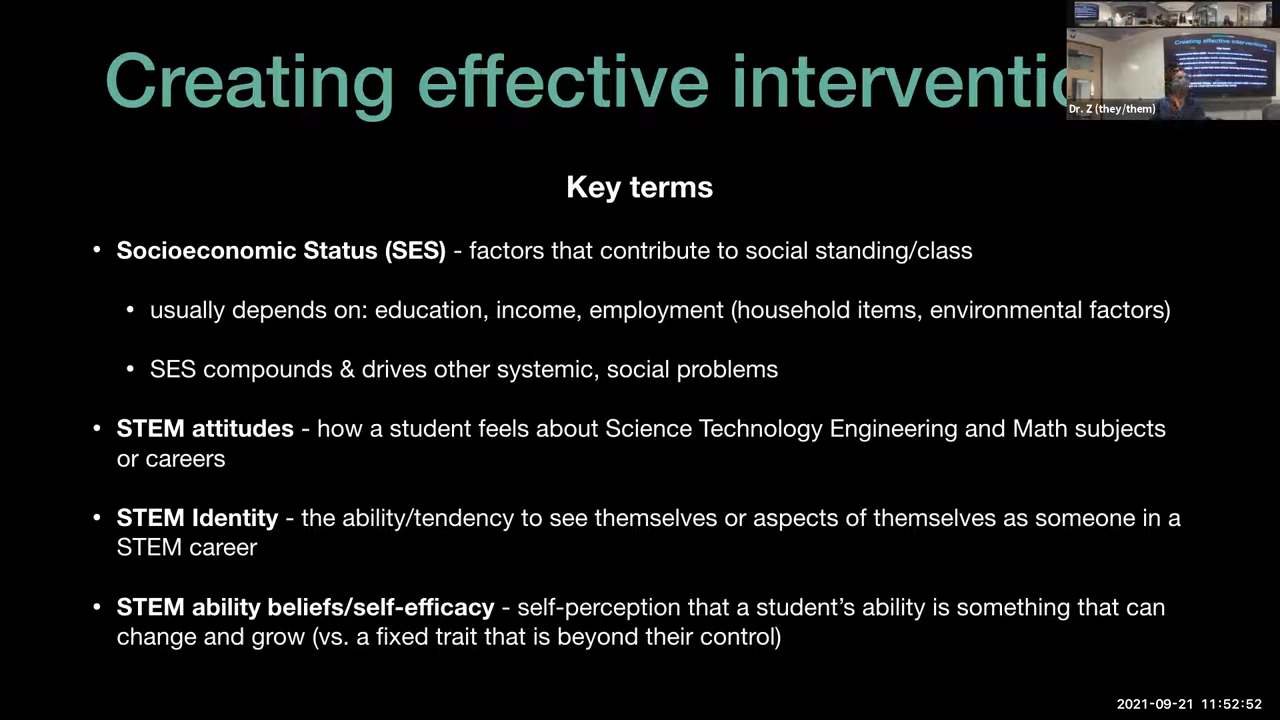 Creating effective interventio
Dr. Z (they/them)
Key terms
• Socioeconomic Status (SES) - factors that contribute to social standing/class
• usually depends on: education, income, employment (household items, environmental factors)
• SES compounds & drives other systemic, social problems
• STEM attitudes - how a student feels about Science Technology Engineering and Math subjects
or careers
• STEM Identity - the ability/tendency to see themselves or aspects of themselves as someone in a
STEM career
• STEM ability beliefs/self-efficacy - self-perception that a student’s ability is something that can
change and grow (vs. a fixed trait that is beyond their control)
2021-09-21 11:52:52